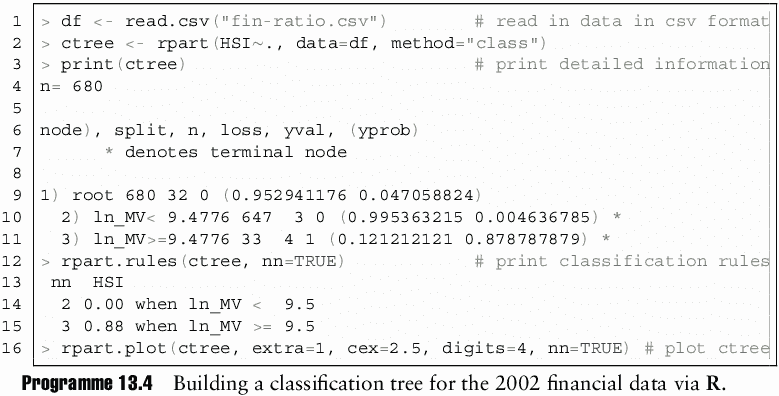 1 > df <- read.csv("fin-ratio.csv") # read in data in csv format
2 > ctree <- rpart(HSI~., data=df, method="class")
3 > print(ctree) # print detailed information
4 n= 680
5
6 node), split, n, loss, yval, (yprob)
7 * denotes terminal node
8
9 1) root 680 32 0 (0.952941176 0.047058824)
10 2) ln_MV< 9.4776 647 3 0 (0.995363215 0.004636785) *
11 3) ln_MV>=9.4776 33 4 1 (0.121212121 0.878787879) *
12 > rpart.rules(ctree, nn=TRUE) # print classification rules
13 nn HSI
14 2 0.00 when ln_MV < 9.5
15 3 0.88 when ln_MV >= 9.5
16 > rpart.plot(ctree, extra=1, cex=2.5, digits=4, nn=TRUE) # plot ctree
Programme 13.4 Building a classification tree for the 2002 financial data via R.